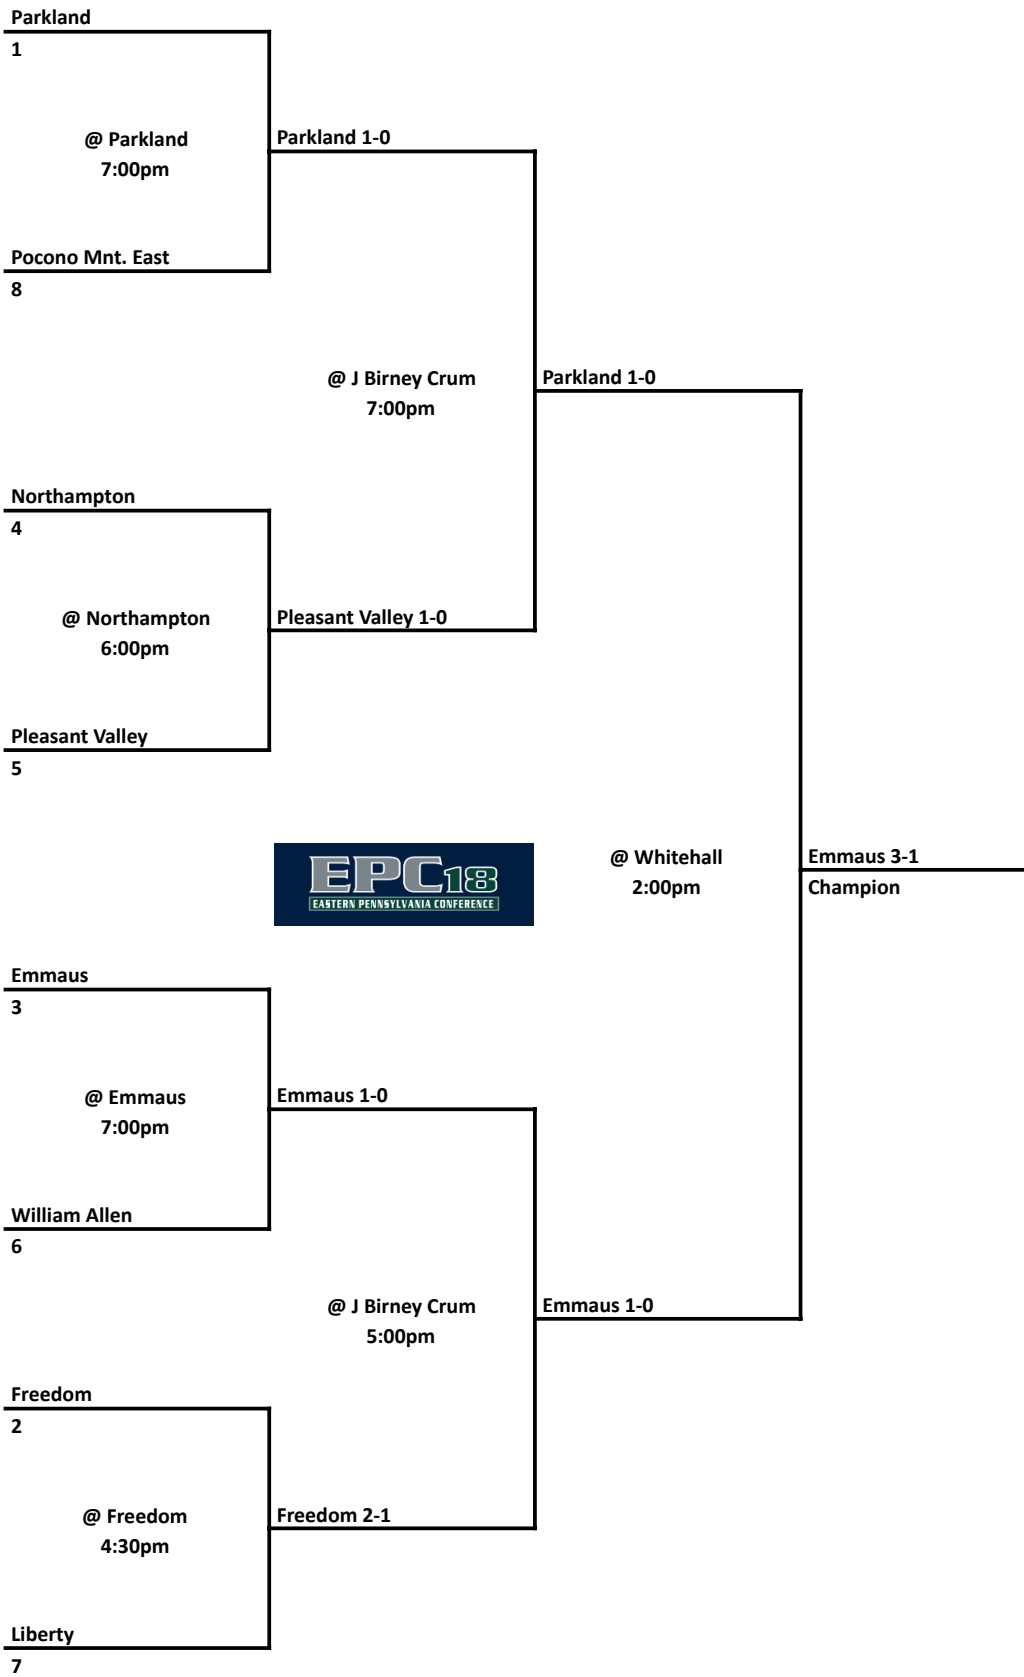 Parkland
1
@ Parkland
7:00pm
Parkland 1-0
Pocono Mnt. East
8
@ J Birney Crum
7:00pm
Parkland 1-0
Northampton
4
@ Northampton
6:00pm
Pleasant Valley 1-0
Pleasant Valley
5
EPC18
EASTERN PENNSYLVANIA CONFERENCE
@ Whitehall
2:00pm
Emmaus 3-1
Champion
Emmaus
3
@ Emmaus
7:00pm
Emmaus 1-0
William Allen
6
@ J Birney Crum
5:00pm
Emmaus 1-0
Freedom
2
@ Freedom
4:30pm
Freedom 2-1
Liberty
7